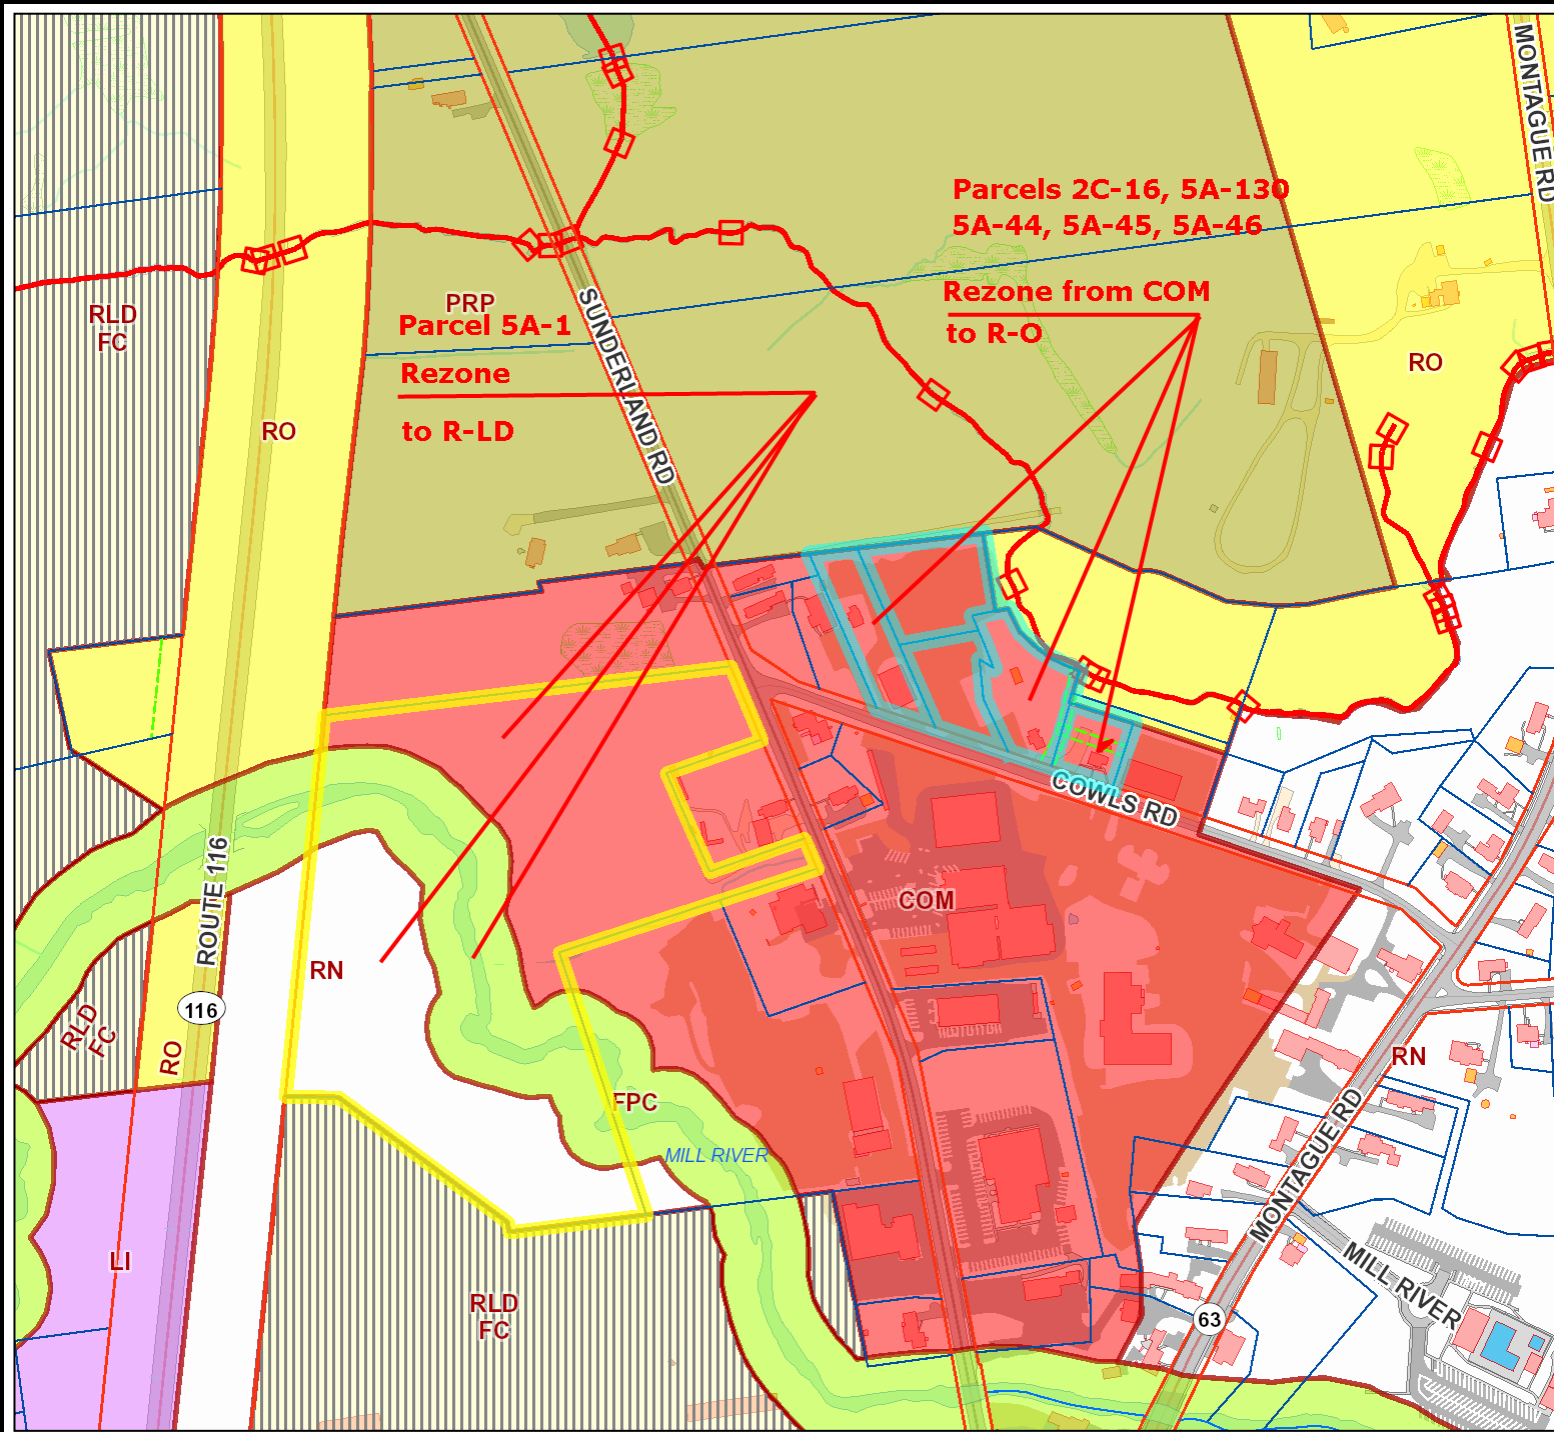 MONTAGUE RD
Parcels 2C-16, 5A-130
5A-44, 5A-45, 5A-46
Rezone from COM
to R-O
PRP
Parcel 5A-1
Rezone
to R-LD
SUNDERLAND RD
RLD
FC
RO
RO
COWLS RD
COM
ROUTE 116
116
RN
RLD
FC
RO
FPC
MILL RIVER
RN
MONTAGUE RD
LI
RLD
FC
MILL RIVER
63